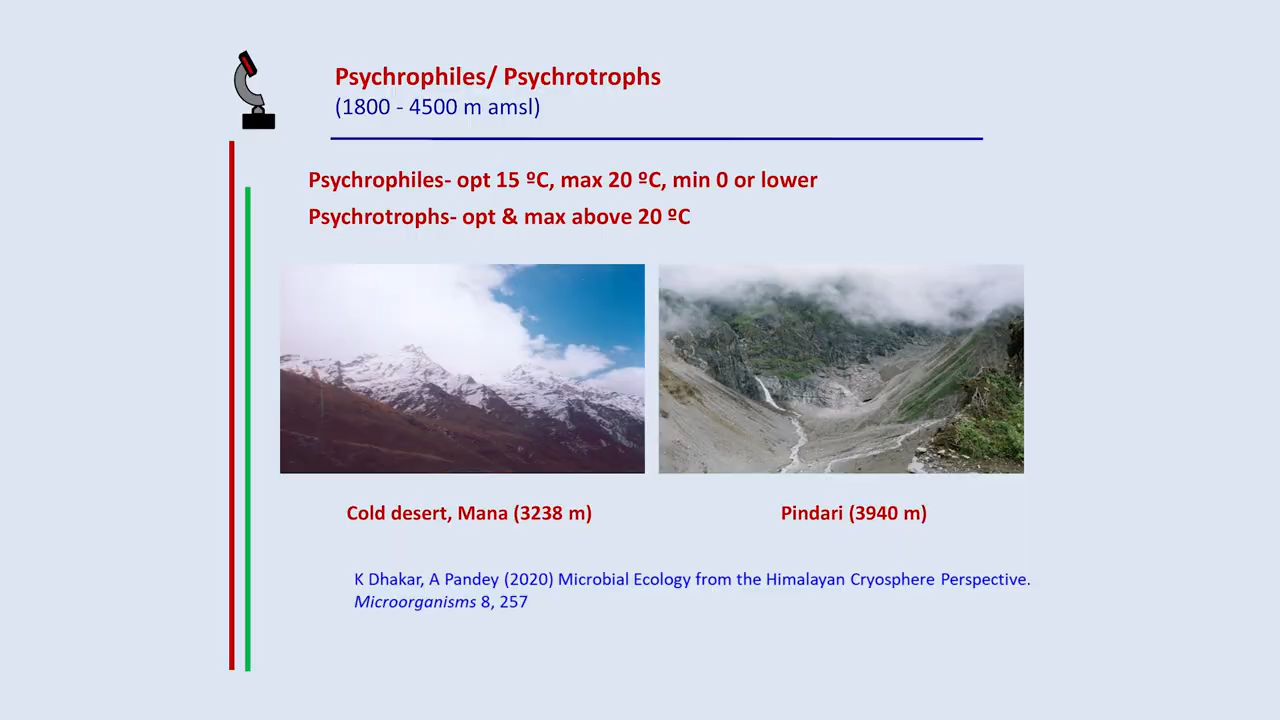 Psychrophiles/ Psychrotrophs
(1800 - 4500 m amsl)
Psychrophiles- opt 15 ºC, max 20 ºC, min 0 or lower
Psychrotrophs- opt & max above 20 ºC
Cold desert, Mana (3238 m)
Pindari (3940 m)
K Dhakar, A Pandey (2020) Microbial Ecology from the Himalayan Cryosphere Perspective.
Microorganisms 8, 257